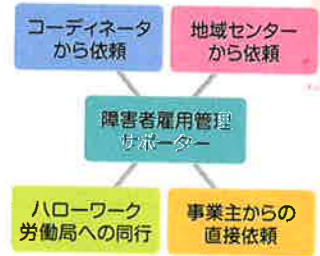 コーディネータ
から依頼
地域センター
から依頼
障害者雇用管理
サポーター
ハローワーク
労働局への同行
事業主からの
直接依頼